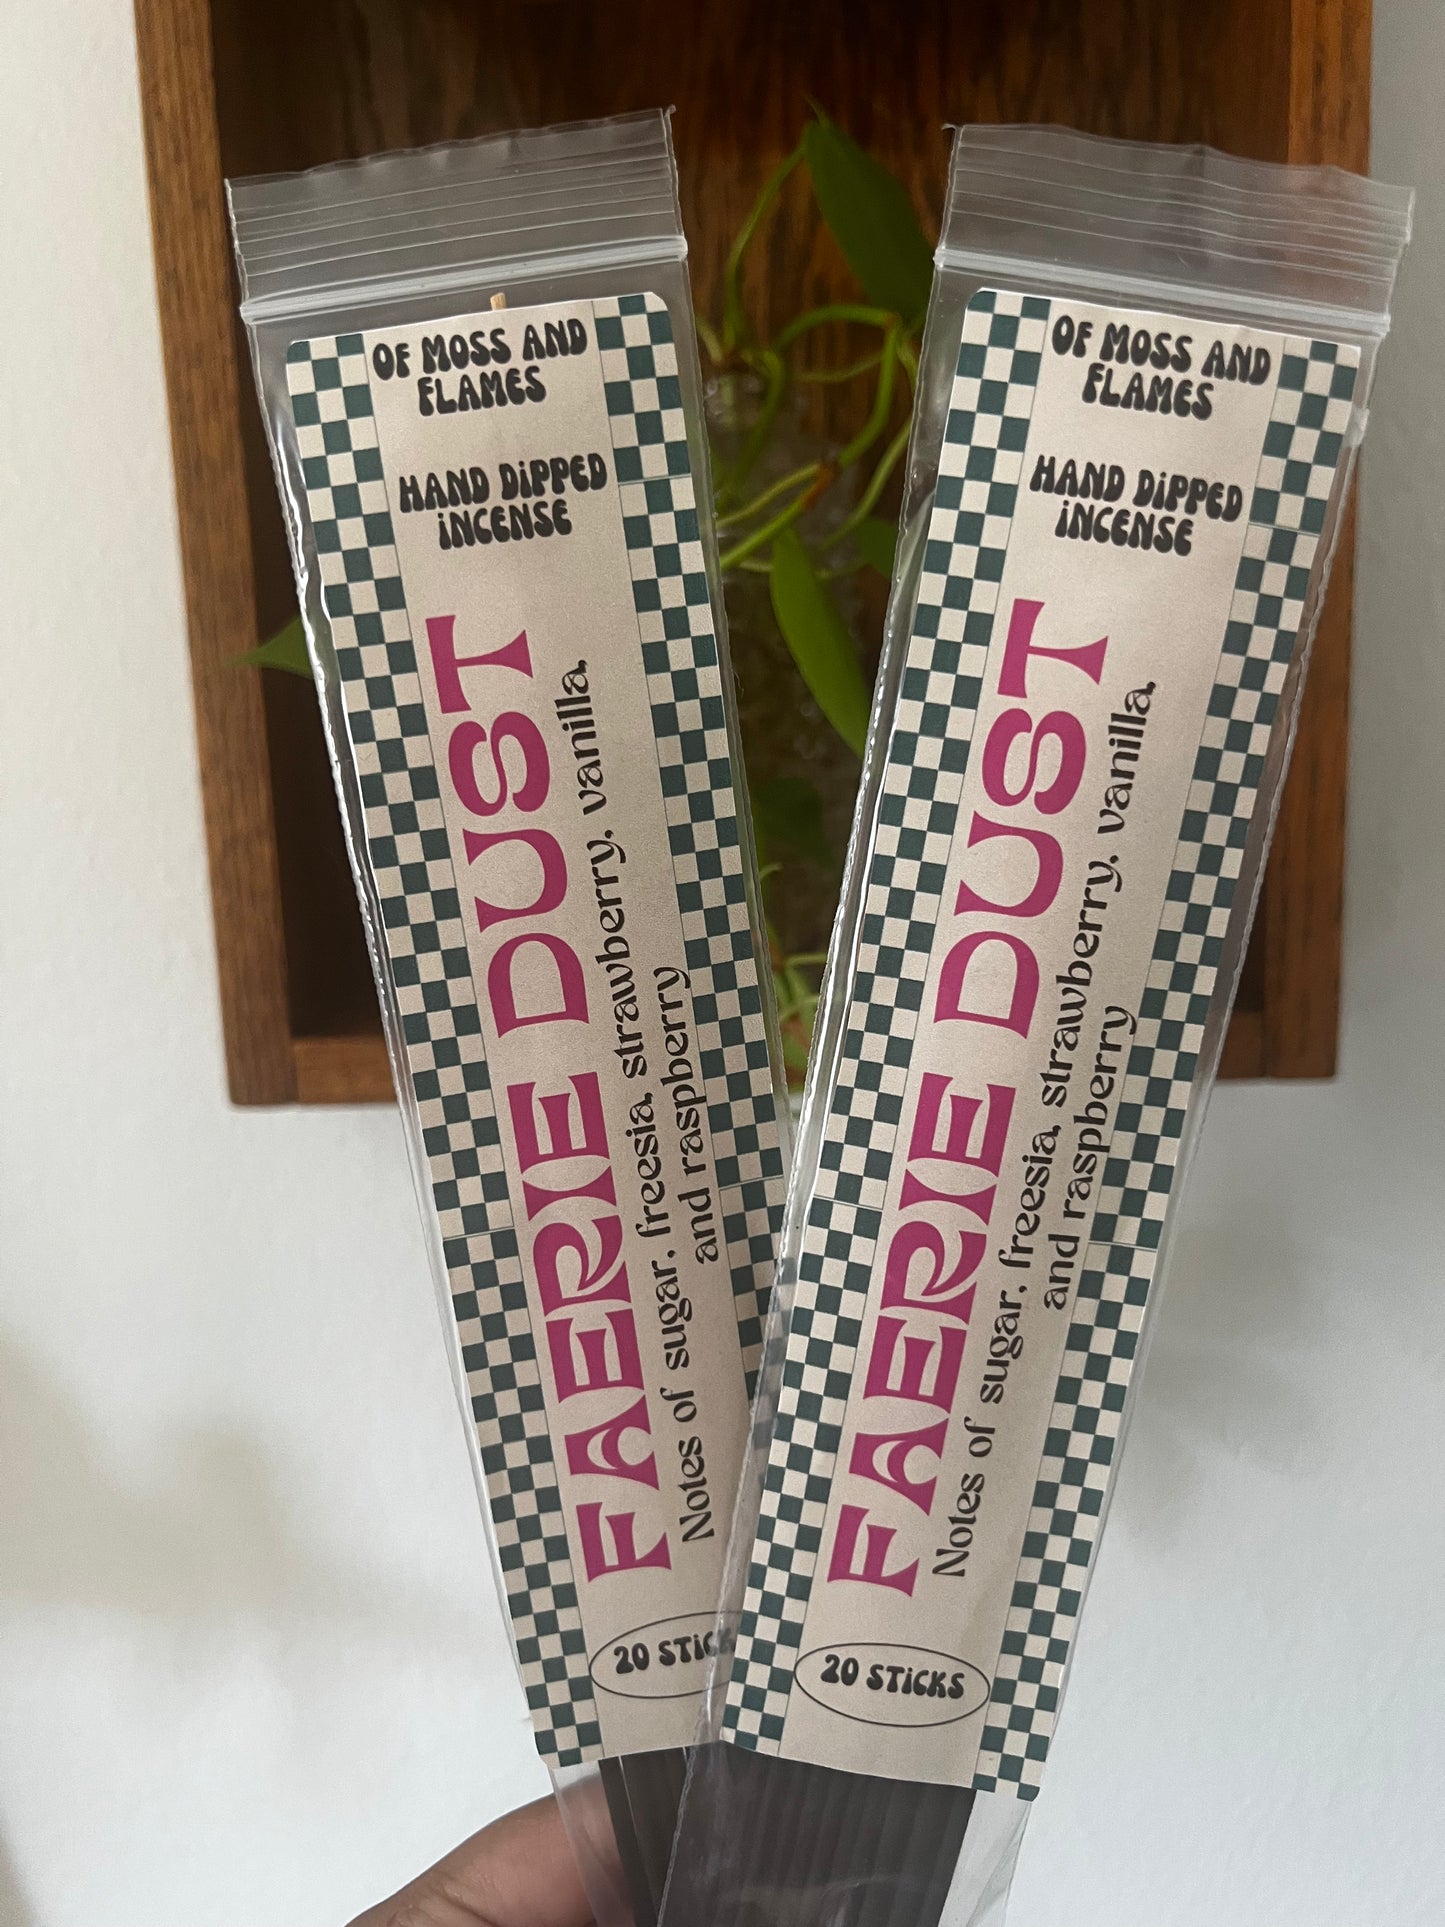 OF MOSS AND
FLAMES
HAND DiPPED
iNCENSE
FAERIE DUST
Notes of sugar, freesia, strawberry, vanilla,
and raspberry
20 STiCK
OF MOSS AND
FLAMES
HAND DiPPED
iNCENSE
FAERIE DUST
Notes of sugar, freesia, strawberry, vanilla,
and raspberry
20 STiCKS